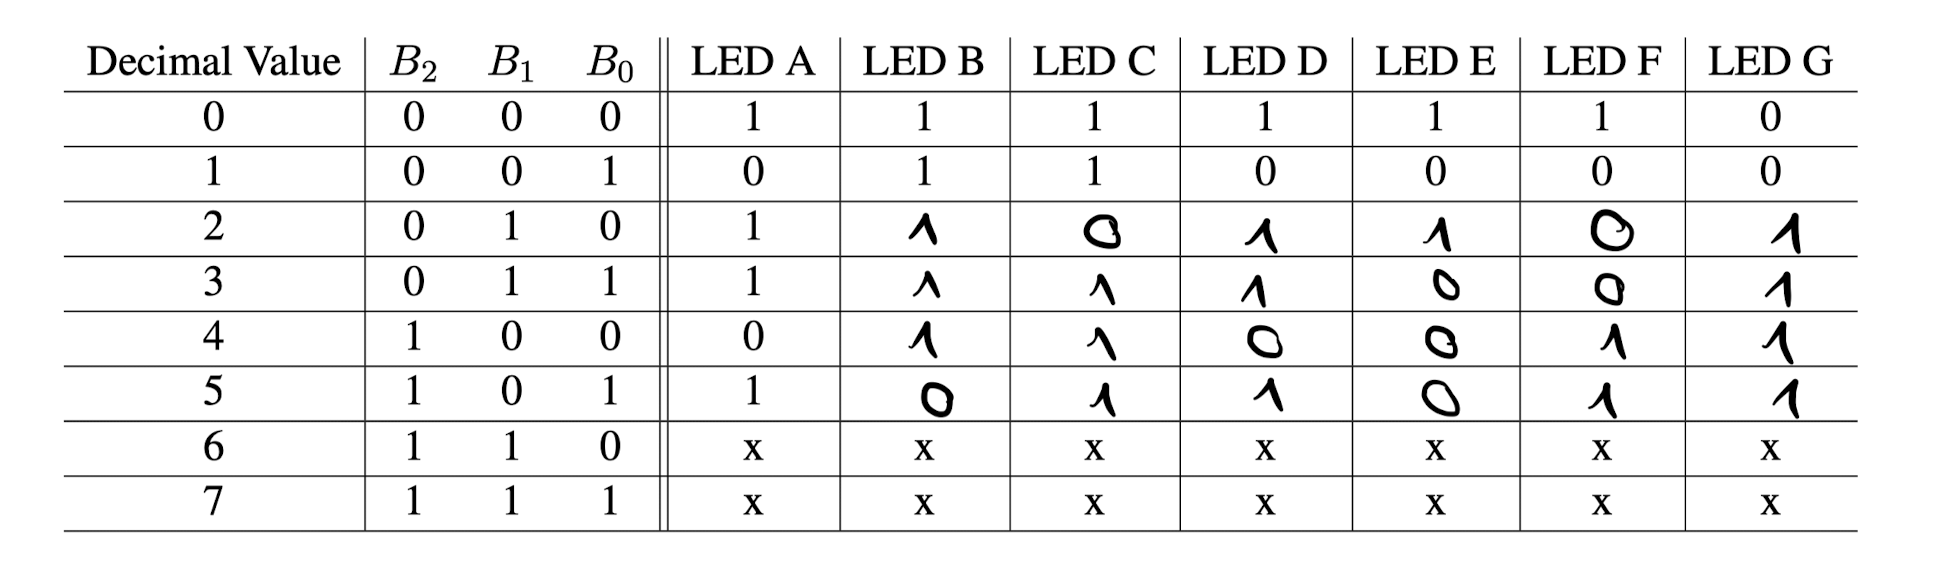 Decimal Value B₂ B₁ B₀ LED A LED B LED C LED D LED E LED F LED G
0 0 0 0 1 1 1 1 1 1 0
1 0 0 1 0 1 1 0 0 0 0
2 0 1 0 1 1 0 1 1 0 1
3 0 1 1 1 1 1 1 0 0 1
4 1 0 0 0 1 1 0 0 1 1
5 1 0 1 1 0 1 1 0 1 1
6 1 1 0 x x x x x x x
7 1 1 1 x x x x x x x